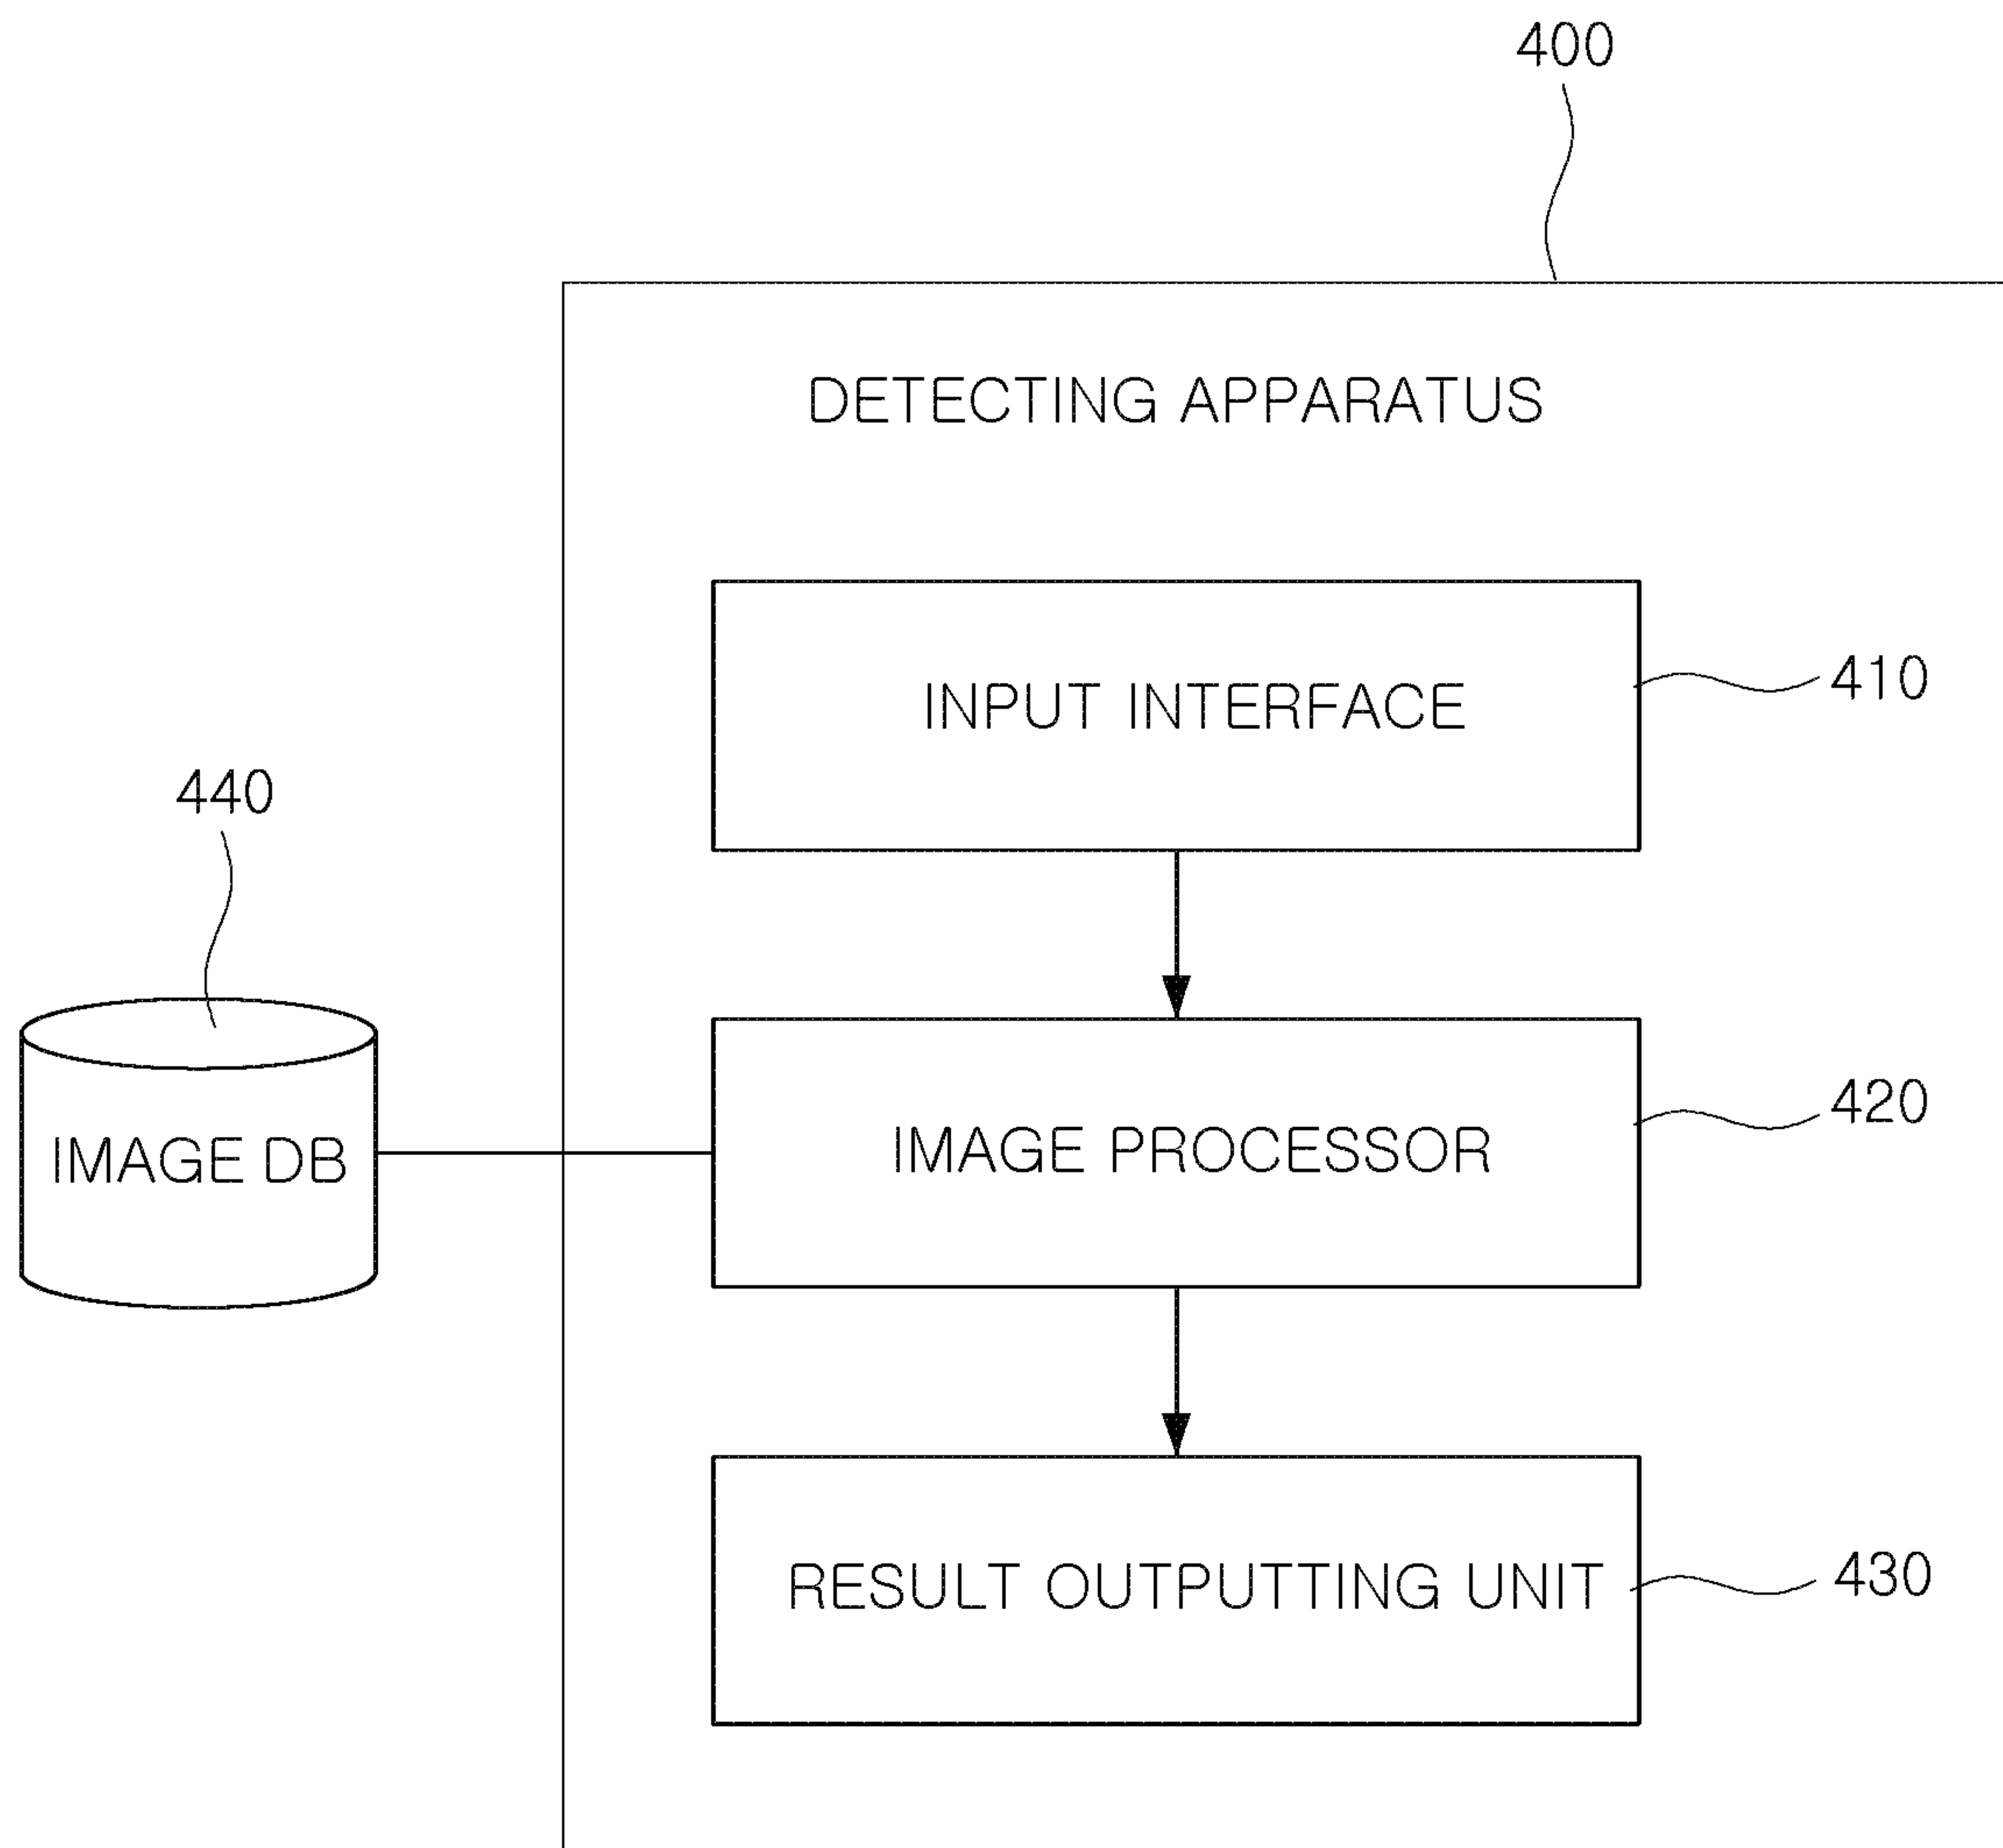 400
DETECTING APPARATUS
INPUT INTERFACE
410
440
IMAGE DB
IMAGE PROCESSOR
420
RESULT OUTPUTTING UNIT
430